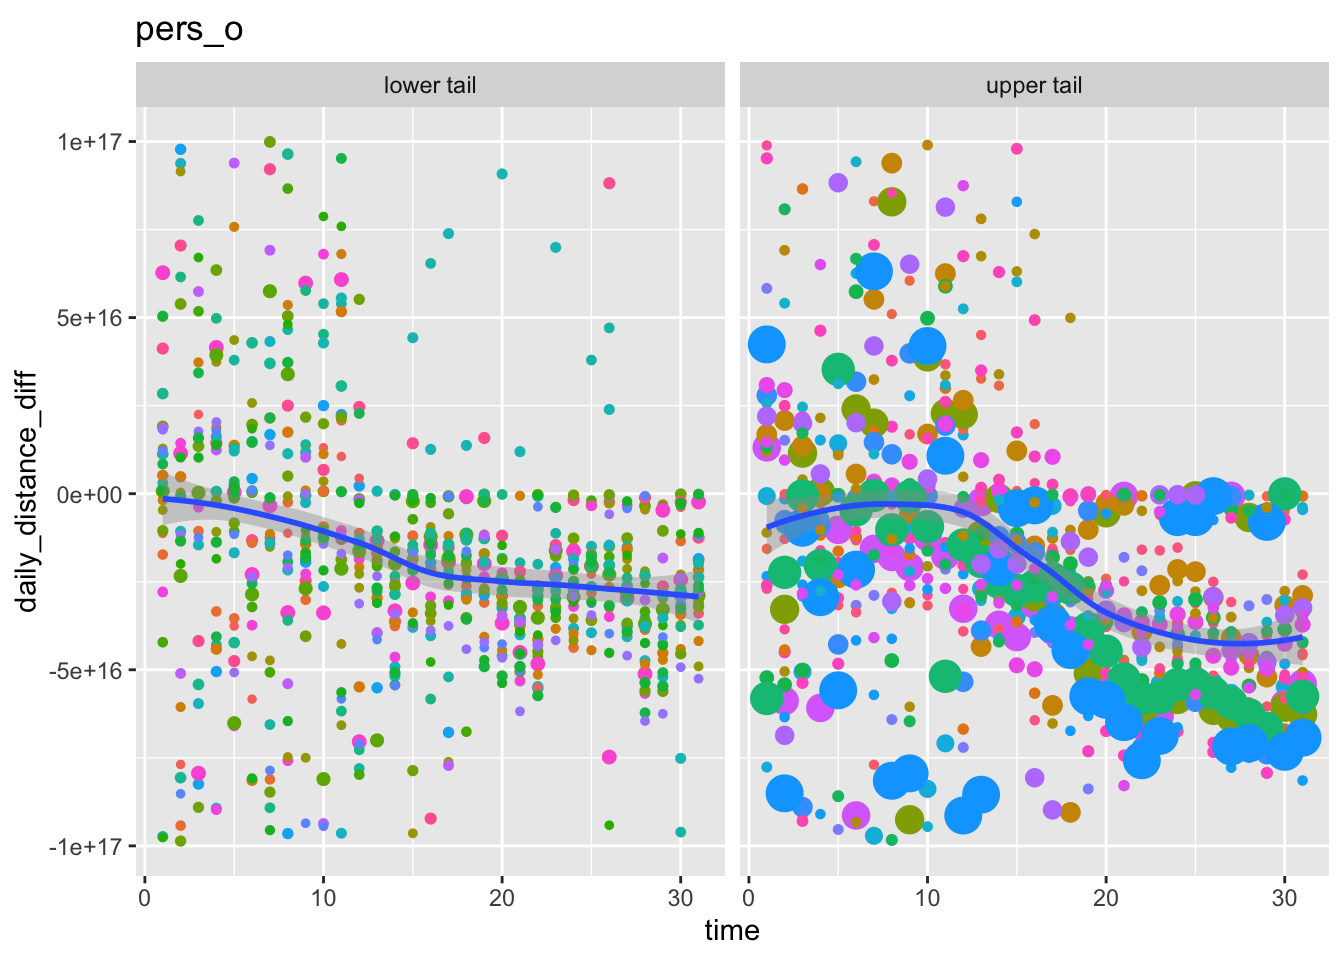 pers_o
lower tail
upper tail
daily_distance_diff
1e+17
5e+16
0e+00
-5e+16
-1e+17
0 10 20 30
0 10 20 30
time